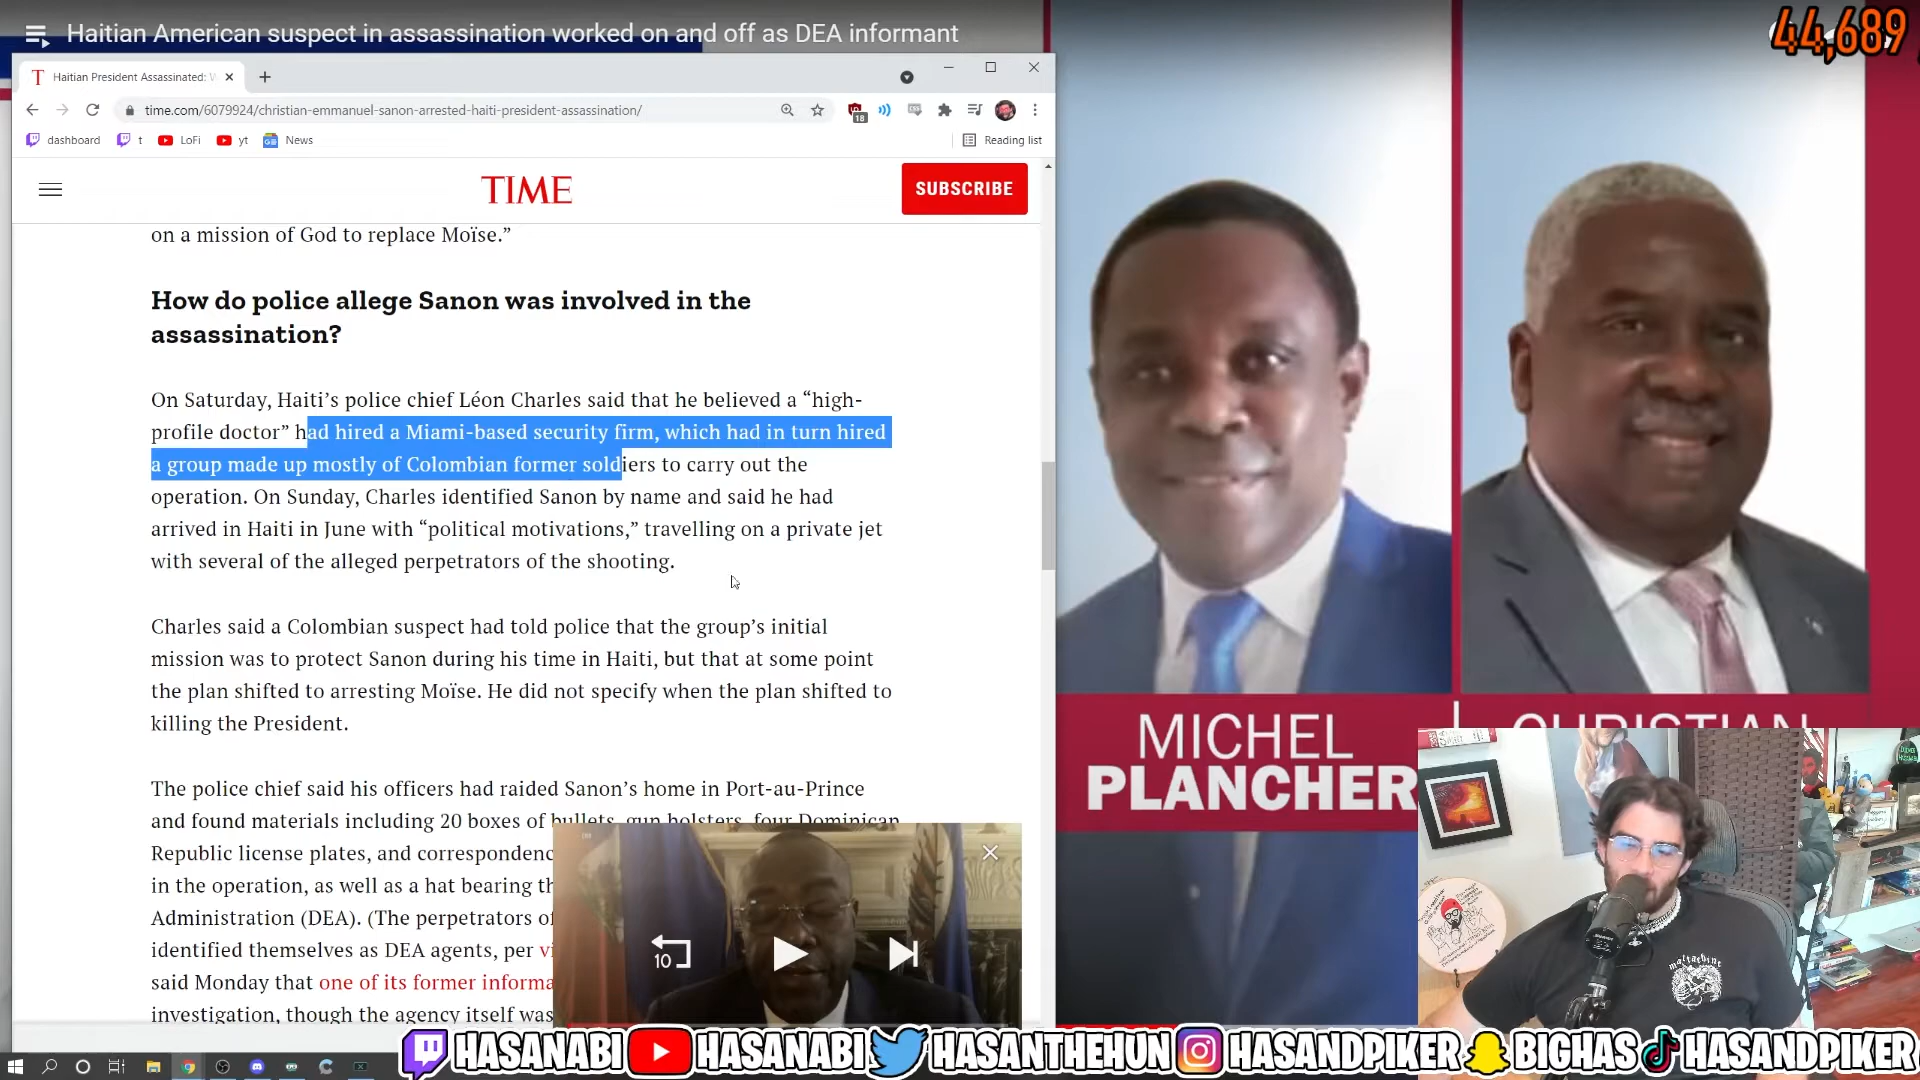 Haitian American suspect in assassination worked on and off as DEA informant
44,689
Haitian President Assassinated: W
time.com/6079924/christian-emmanuel-sanon-arrested-haiti-president-assassination/
18
dashboard
t
LoFi
yt
News
Reading list
TIME
SUBSCRIBE
on a mission of God to replace Moïse.”
How do police allege Sanon was involved in the
assassination?
On Saturday, Haiti’s police chief Léon Charles said that he believed a “high-
profile doctor” had hired a Miami-based security firm, which had in turn hired
a group made up mostly of Colombian former soldiers to carry out the
operation. On Sunday, Charles identified Sanon by name and said he had
arrived in Haiti in June with “political motivations,” travelling on a private jet
with several of the alleged perpetrators of the shooting.
Charles said a Colombian suspect had told police that the group’s initial
mission was to protect Sanon during his time in Haiti, but that at some point
the plan shifted to arresting Moïse. He did not specify when the plan shifted to
killing the President.
The police chief said his officers had raided Sanon’s home in Port-au-Prince
and found materials including 20 boxes of bullets, gun holsters, four Dominican
Republic license plates, and correspondenc
in the operation, as well as a hat bearing th
Administration (DEA). (The perpetrators of
identified themselves as DEA agents, per vi
said Monday that one of its former informa
investigation, though the agency itself was
10
MICHEL
PLANCHER
CHRISTIAN
HASANABI
HASANABI
HASANTHEHUN
HASANDPIKER
BIGHAS
HASANDPIKER